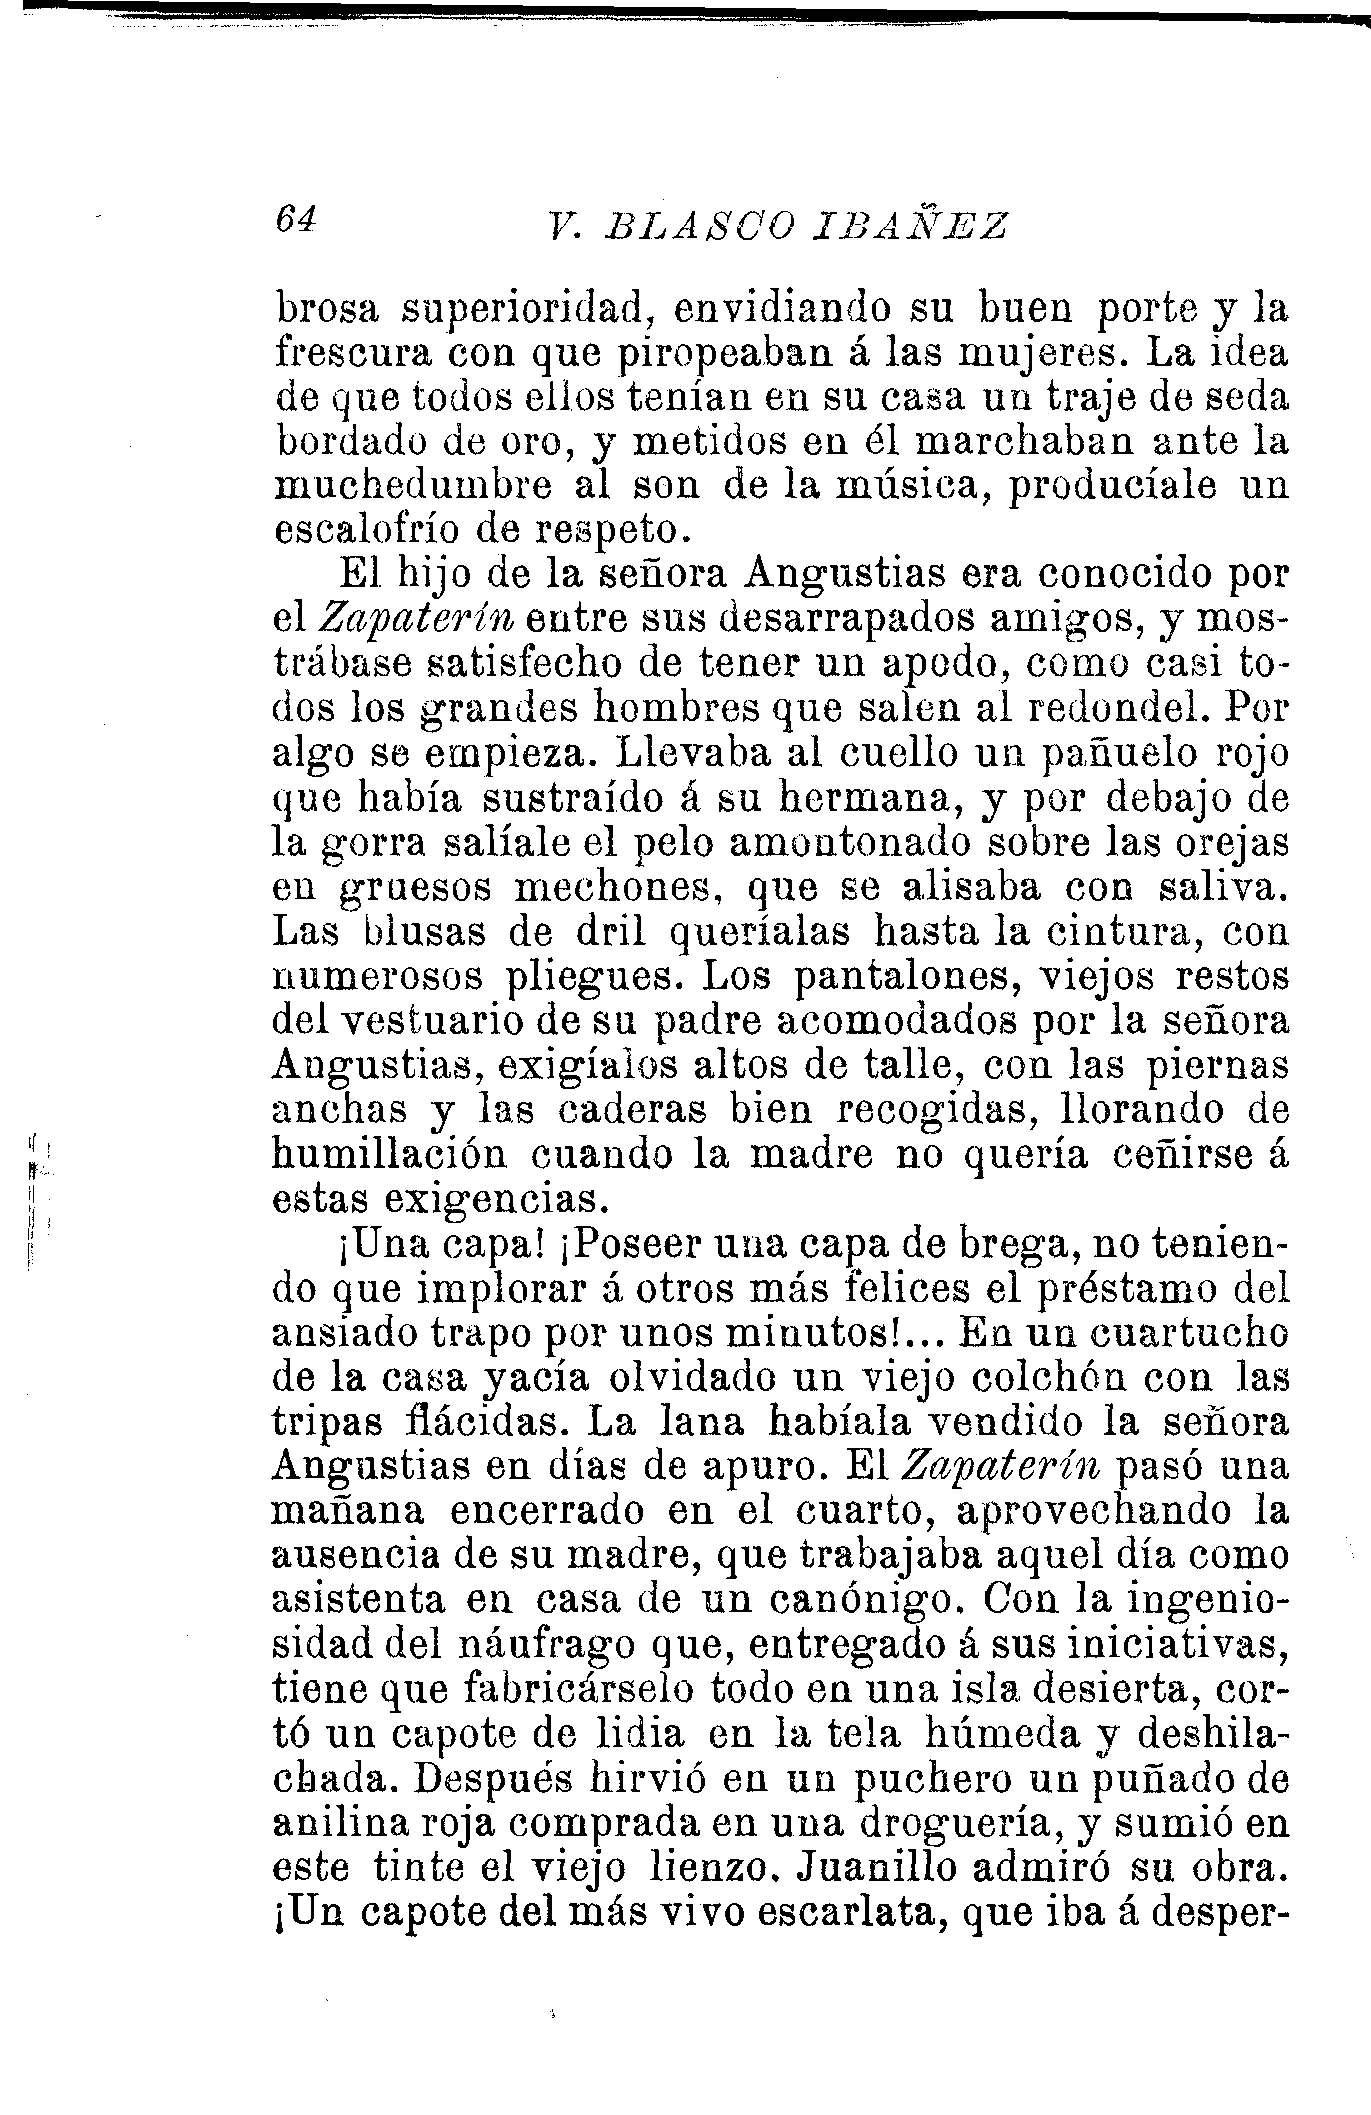 64 V. BLASCO IBAÑEZ
brosa superioridad, envidiando su buen porte y la
frescura con que piropeaban á las mujeres. La idea
de que todos ellos tenían en su casa un traje de seda
bordado de oro, y metidos en él marchaban ante la
muchedumbre al son de la música, producíale un
escalofrío de respeto.
El hijo de la señora Angustias era conocido por
el Zapaterín entre sus desarrapados amigos, y mos-
trábase satisfecho de tener un apodo, como casi to-
dos los grandes hombres que salen al redondel. Por
algo se empieza. Llevaba al cuello un pañuelo rojo
que había sustraído á su hermana, y por debajo de
la gorra salíale el pelo amontonado sobre las orejas
en gruesos mechones, que se alisaba con saliva.
Las blusas de dril queríalas hasta la cintura, con
numerosos pliegues. Los pantalones, viejos restos
del vestuario de su padre acomodados por la señora
Angustias, exigíalos altos de talle, con las piernas
anchas y las caderas bien recogidas, llorando de
humillación cuando la madre no quería ceñirse á
estas exigencias.
¡Una capa! ¡Poseer una capa de brega, no tenien-
do que implorar á otros más felices el préstamo del
ansiado trapo por unos minutos!... En un cuartucho
de la casa yacía olvidado un viejo colchón con las
tripas flácidas. La lana habíala vendido la señora
Angustias en días de apuro. El Zapaterín pasó una
mañana encerrado en el cuarto, aprovechando la
ausencia de su madre, que trabajaba aquel día como
asistenta en casa de un canónigo. Con la ingenio-
sidad del náufrago que, entregado á sus iniciativas,
tiene que fabricárselo todo en una isla desierta, cor-
tó un capote de lidia en la tela húmeda y deshila-
chada. Después hirvió en un puchero un puñado de
anilina roja comprada en una droguería, y sumió en
este tinte el viejo lienzo. Juanillo admiró su obra.
¡Un capote del más vivo escarlata, que iba á desper-